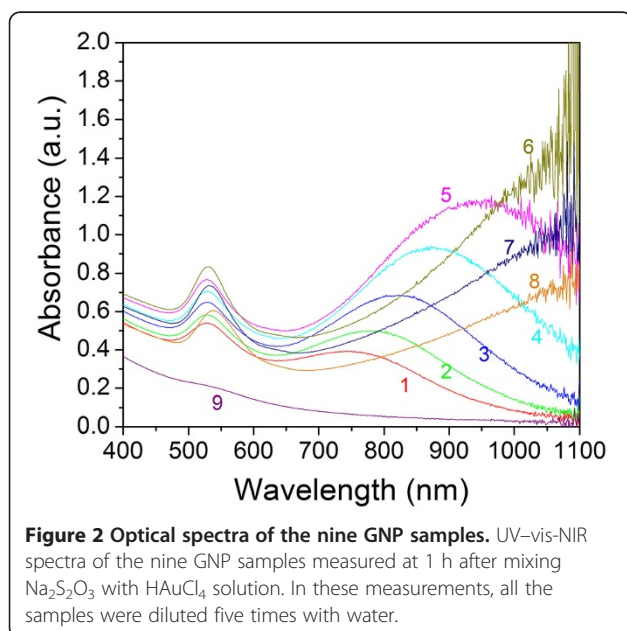 2.0
1.8
1.6
1.4
1.2
1.0
0.8
0.6
0.4
0.2
0.0
Absorbance (a.u.)
6
5
7
8
4
3
2
1
9
400 500 600 700 800 900 1000 1100
Wavelength (nm)
Figure 2 Optical spectra of the nine GNP samples. UV–vis-NIR
spectra of the nine GNP samples measured at 1 h after mixing
Na₂S₂O₃ with HAuCl₄ solution. In these measurements, all the
samples were diluted five times with water.